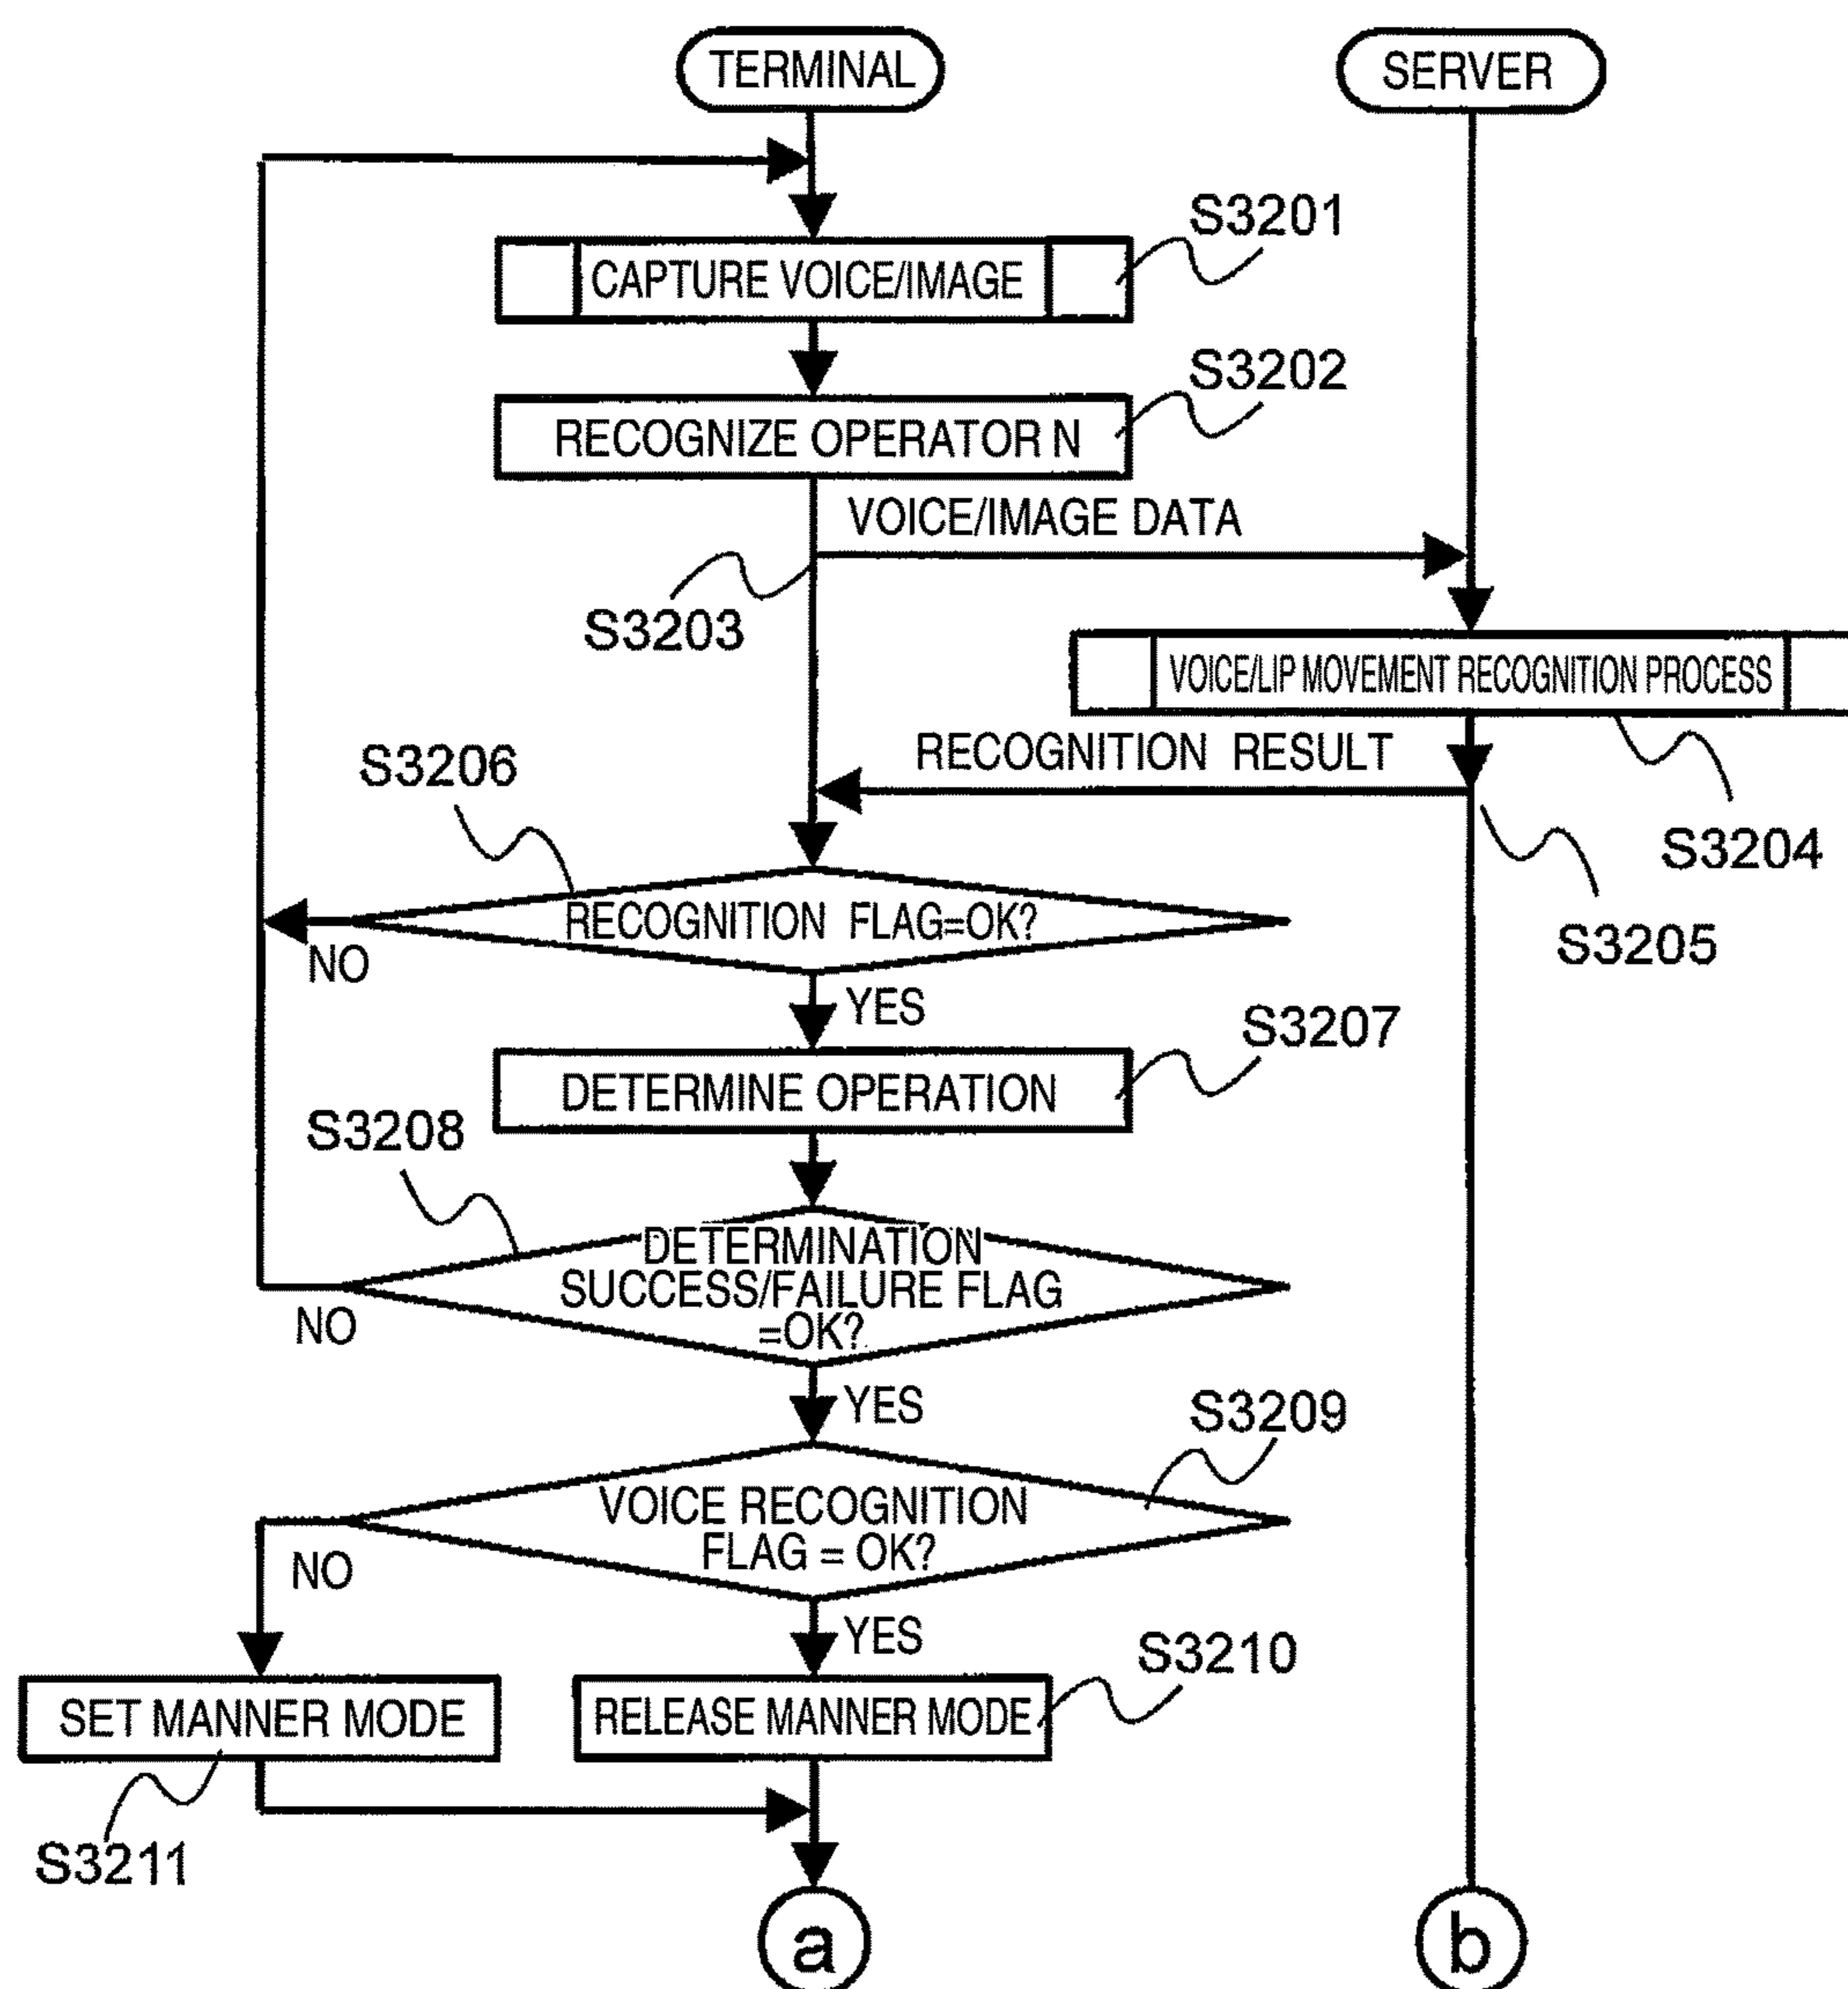 TERMINAL
SERVER
S3201
CAPTURE VOICE/IMAGE
S3202
RECOGNIZE OPERATOR N
VOICE/IMAGE DATA
S3203
VOICE/LIP MOVEMENT RECOGNITION PROCESS
RECOGNITION RESULT
S3206
S3204
RECOGNITION FLAG=OK?
S3205
NO
YES
S3207
DETERMINE OPERATION
S3208
DETERMINATION
SUCCESS/FAILURE FLAG
=OK?
NO
YES
S3209
VOICE RECOGNITION
FLAG = OK?
NO
YES
S3210
SET MANNER MODE
RELEASE MANNER MODE
S3211
a
b